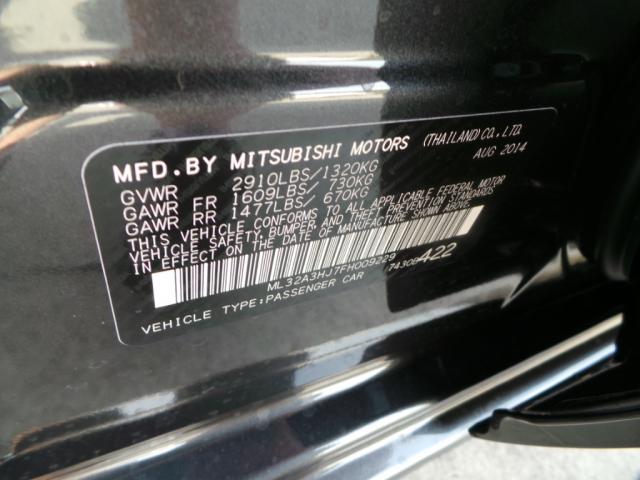 MFD.BY MITSUBISHI MOTORS (THAILAND)CO.,LTD.
AUG 2014
GVWR 2910LBS/1320KG
GAWR FR 1609LBS/ 730KG
GAWR RR 1477LBS/ 670KG
THIS VEHICLE CONFORMS TO ALL APPLICABLE FEDERAL MOTOR
VEHICLE SAFETY,BUMPER,AND THEFT PREVENTION STANDARDS
IN EFFECT ON THE DATE OF MANUFACTURE SHOWN ABOVE.
ML32A3HJ7FH009229
7430B422
VEHICLE TYPE:PASSENGER CAR